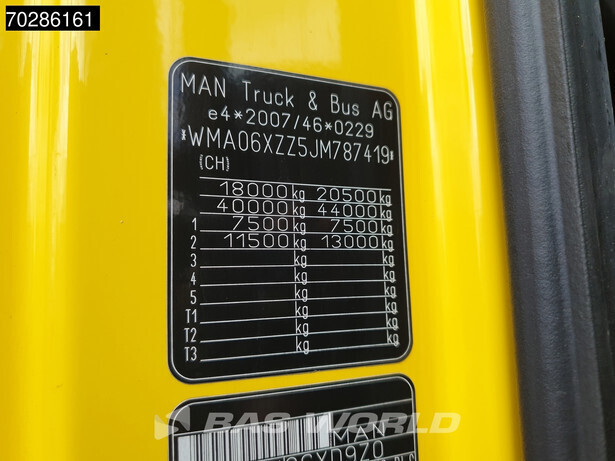 70286161
MAN Truck & Bus AG
e4*2007/46*0229
*WMA06XZZ5JM787419*
(CH)
18000 kg 20500 kg
40000 kg 44000 kg
1 7500 kg 7500 kg
2 11500 kg 13000 kg
3 kg kg
4 kg kg
5 kg kg
T1 kg kg
T2 kg kg
T3 kg kg
BAS WORLD
MAN